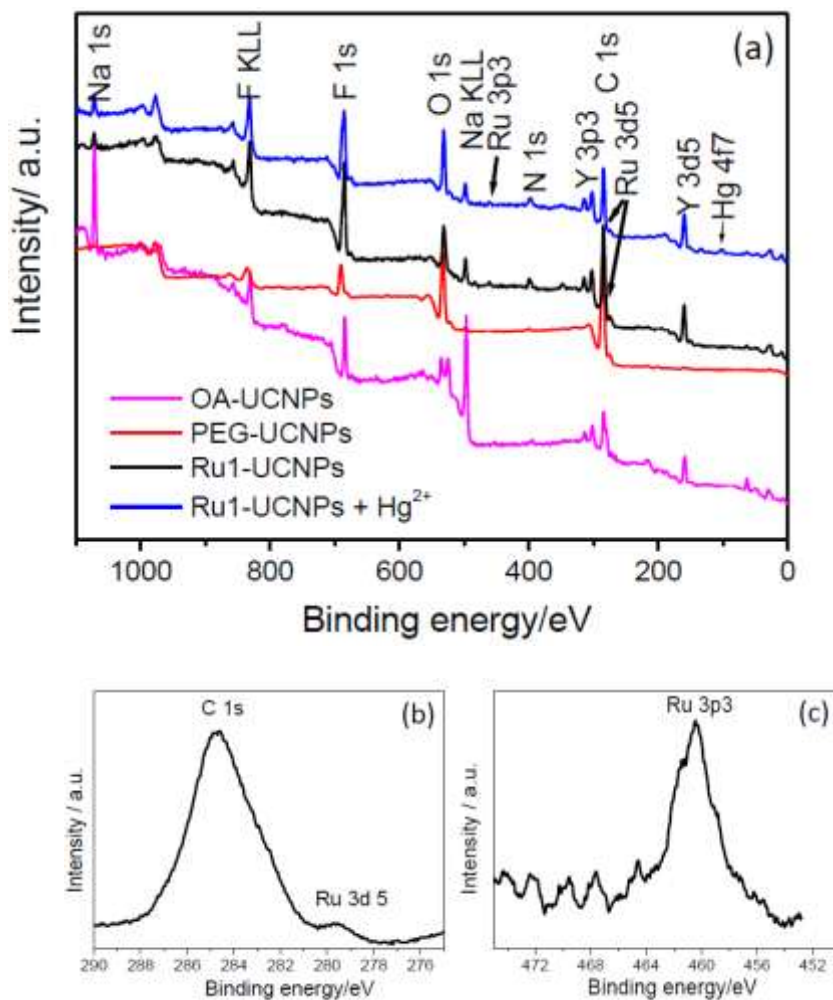 (a)
Na 1s
F KLL
F 1s
O 1s
Na KLL
Ru 3p3
N 1s
Y 3p3
C 1s
Ru 3d5
Y 3d5
Hg 4f7
Intensity/ a.u.
OA-UCNPs
PEG-UCNPs
Ru1-UCNPs
Ru1-UCNPs + Hg²⁺
1000 800 600 400 200 0
Binding energy/eV
C 1s
(b)
Ru 3d 5
Intensity / a.u.
290 288 286 284 282 280 278 276
Binding energy/eV
Ru 3p3
(c)
Intensity / a.u.
472 468 464 460 456 452
Binding energy/eV